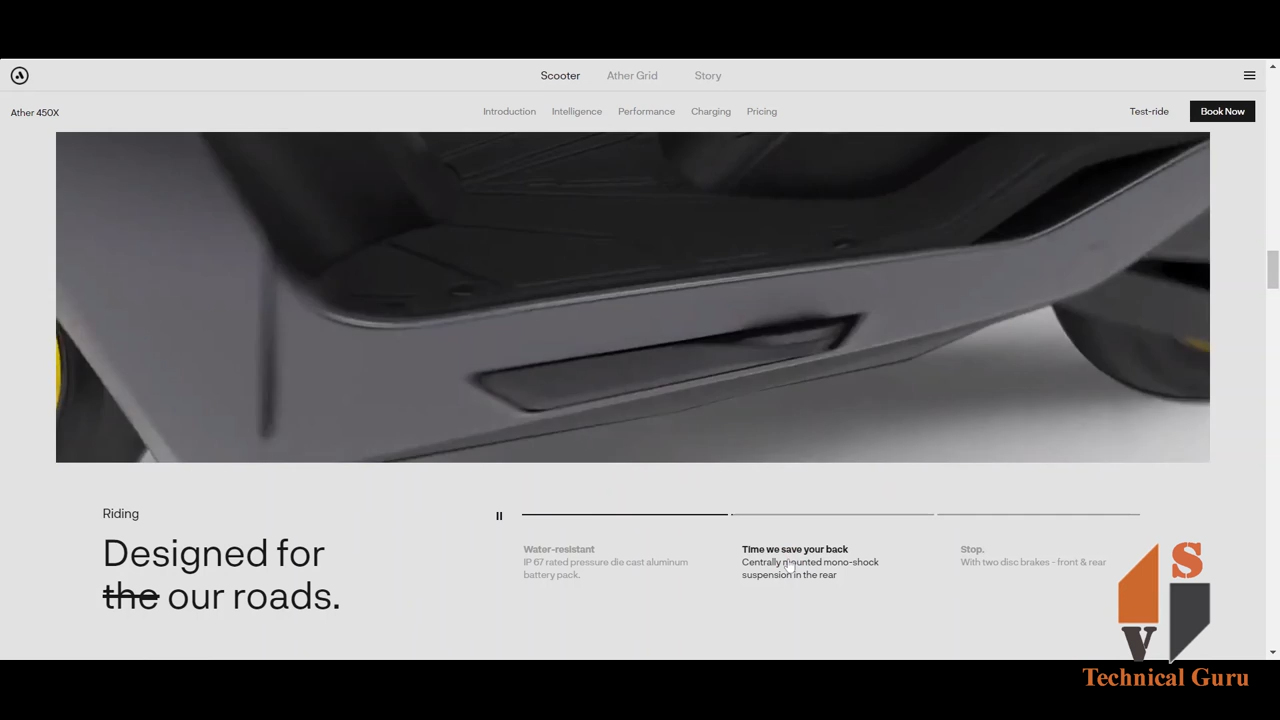 Scooter Ather Grid Story
Ather 450X Introduction Intelligence Performance Charging Pricing Test-ride Book Now
Riding
Designed for
the our roads.
Water-resistant
IP 67 rated pressure die cast aluminum
battery pack.
Time we save your back
Centrally mounted mono-shock
suspension in the rear
Stop.
With two disc brakes - front & rear
S
V
Technical Guru